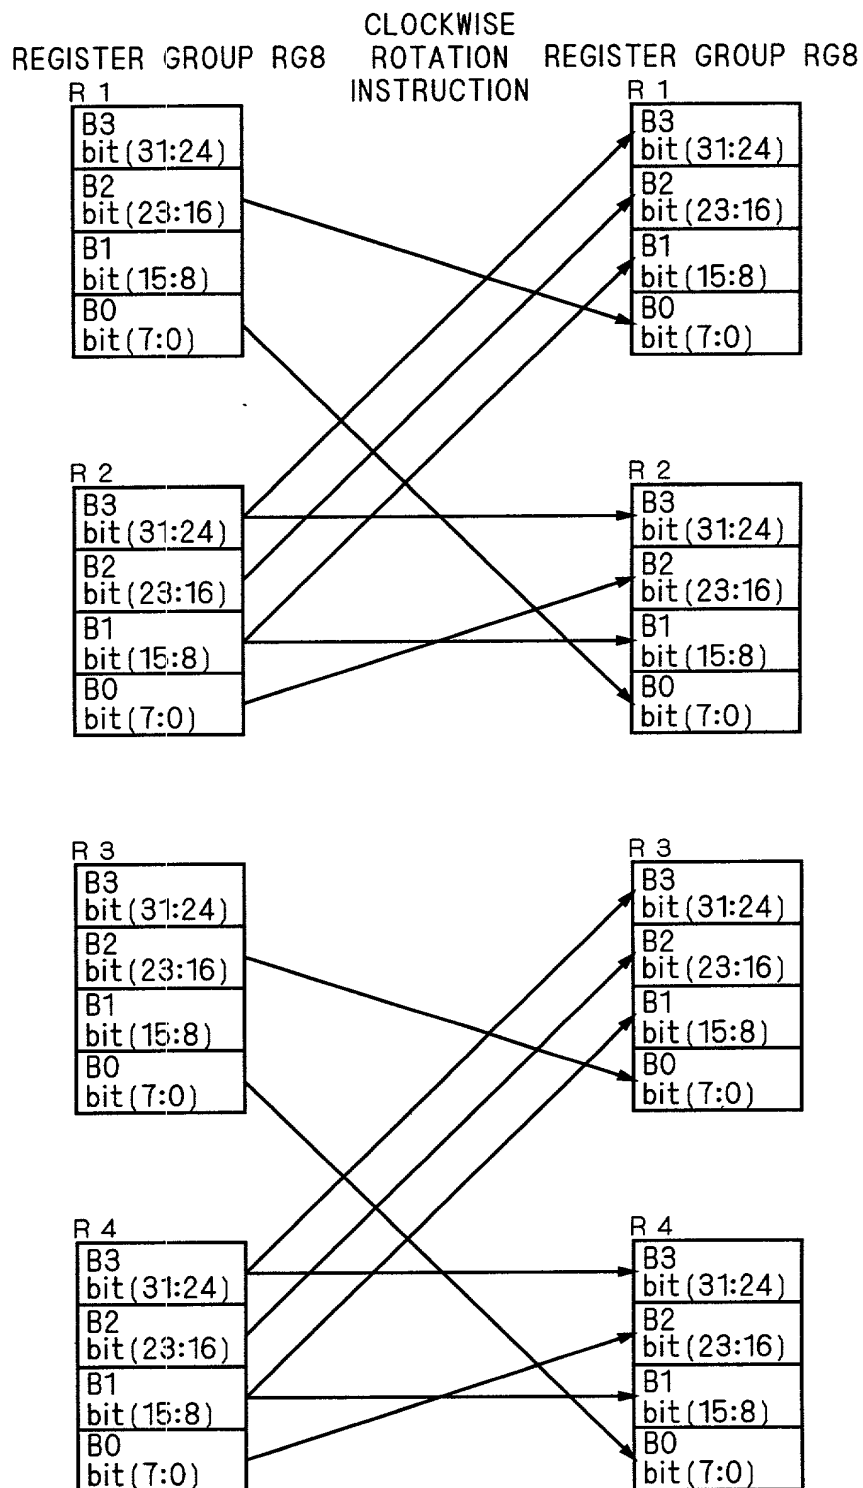 CLOCKWISE
REGISTER GROUP RG8 ROTATION REGISTER GROUP RG8
INSTRUCTION
R 1
B3
bit(31:24)
B2
bit(23:16)
B1
bit(15:8)
B0
bit(7:0)
R 1
B3
bit(31:24)
B2
bit(23:16)
B1
bit(15:8)
B0
bit(7:0)
R 2
B3
bit(31:24)
B2
bit(23:16)
B1
bit(15:8)
B0
bit(7:0)
R 2
B3
bit(31:24)
B2
bit(23:16)
B1
bit(15:8)
B0
bit(7:0)
R 3
B3
bit(31:24)
B2
bit(23:16)
B1
bit(15:8)
B0
bit(7:0)
R 3
B3
bit(31:24)
B2
bit(23:16)
B1
bit(15:8)
B0
bit(7:0)
R 4
B3
bit(31:24)
B2
bit(23:16)
B1
bit(15:8)
B0
bit(7:0)
R 4
B3
bit(31:24)
B2
bit(23:16)
B1
bit(15:8)
B0
bit(7:0)